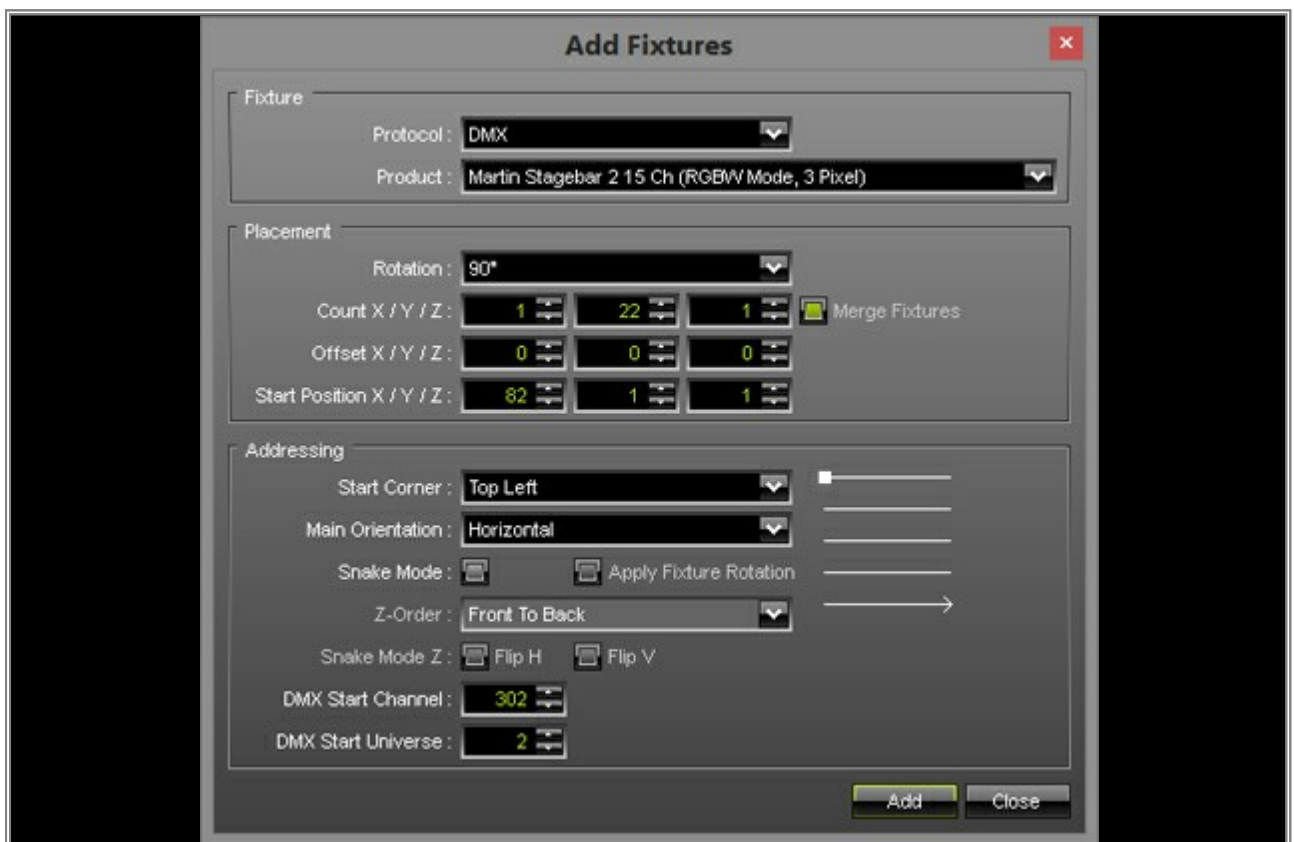 Add Fixtures
Fixture
Protocol : DMX
Product : Martin Stagebar 2 15 Ch (RGBW Mode, 3 Pixel)
Placement
Rotation : 90°
Count X / Y / Z : 1 22 1 Merge Fixtures
Offset X / Y / Z : 0 0 0
Start Position X / Y / Z : 82 1 1
Addressing
Start Corner : Top Left
Main Orientation : Horizontal
Snake Mode : Apply Fixture Rotation
Z-Order : Front To Back
Snake Mode Z : Flip H Flip V
DMX Start Channel : 302
DMX Start Universe : 2
Add Close